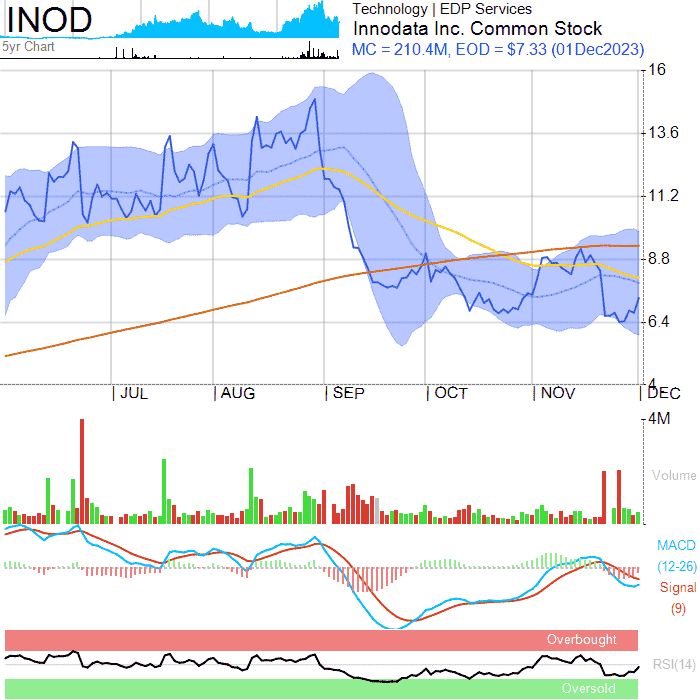 INOD
5yr Chart
Technology | EDP Services
Innodata Inc. Common Stock
MC = 210.4M, EOD = $7.33 (01Dec2023)
16
13.6
11.2
8.8
6.4
4
JUL AUG SEP OCT NOV DEC
4M
Volume
MACD
(12-26)
Signal
(9)
Overbought
RSI(14)
Oversold